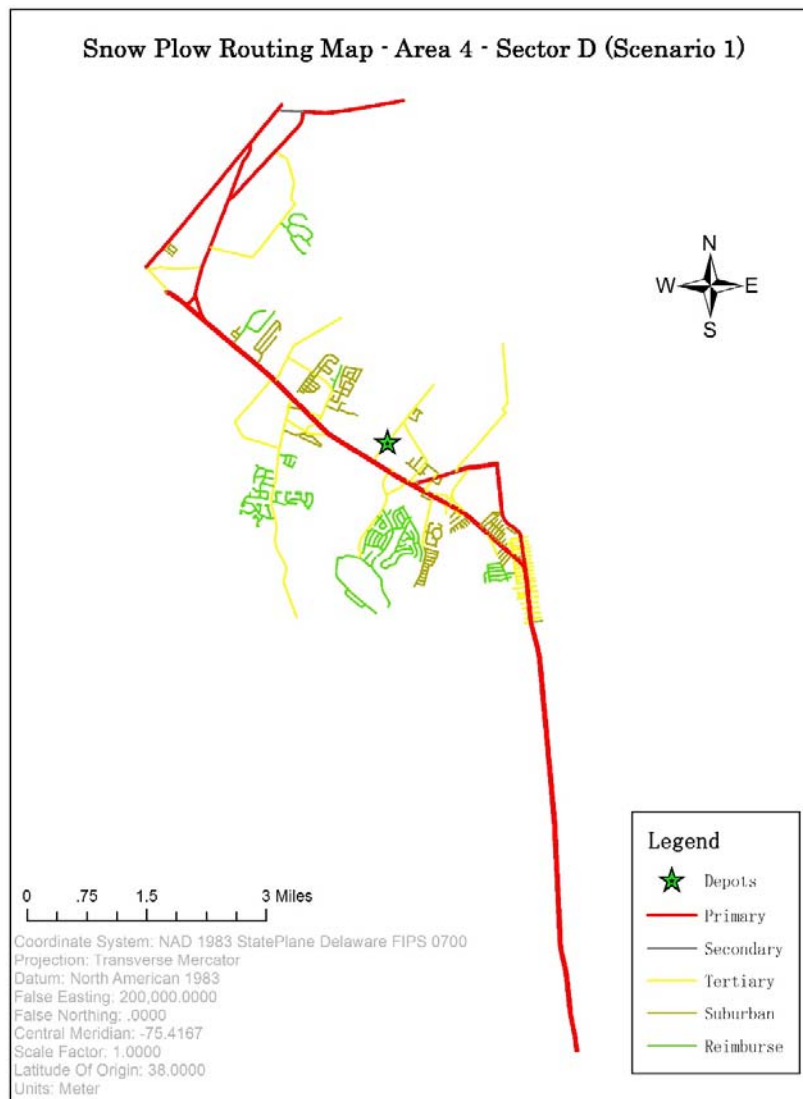 Snow Plow Routing Map - Area 4 - Sector D (Scenario 1)
N
W E
S
Legend
Depots
Primary
Secondary
Tertiary
Suburban
Reimburse
0 .75 1.5 3 Miles
Coordinate System: NAD 1983 StatePlane Delaware FIPS 0700
Projection: Transverse Mercator
Datum: North American 1983
False Easting: 200,000.0000
False Northing: .0000
Central Meridian: -75.4167
Scale Factor: 1.0000
Latitude Of Origin: 38.0000
Units: Meter